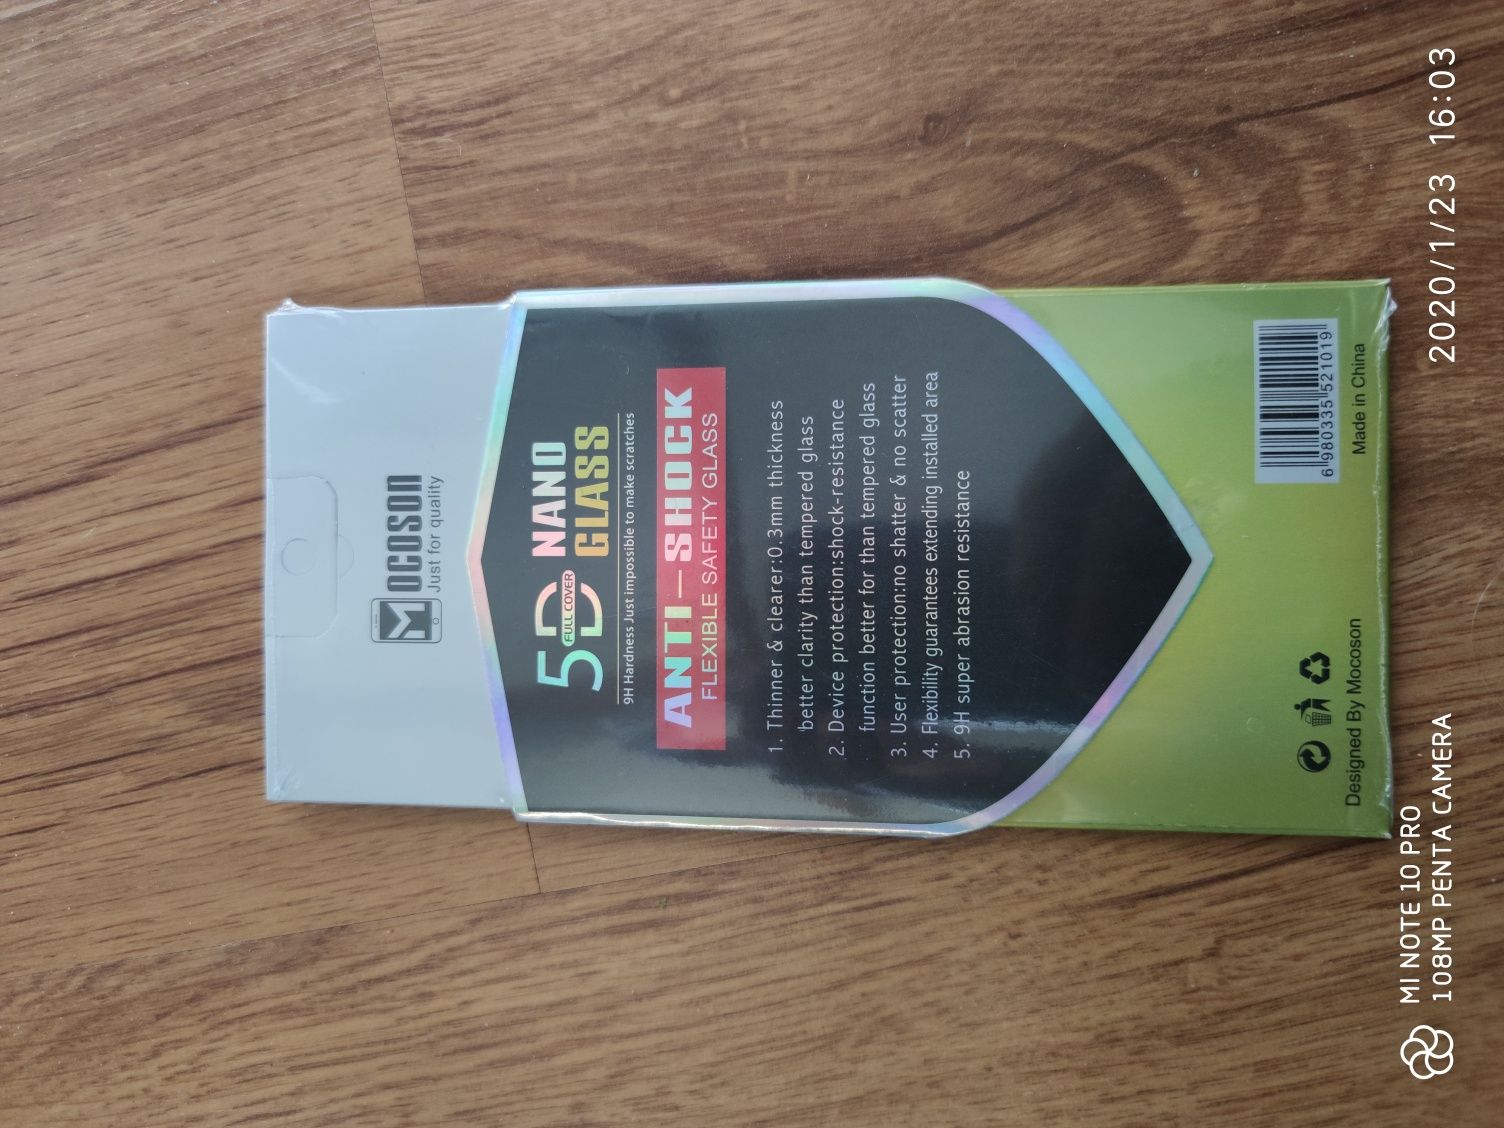 MOCOSON
Just for quality
5D FULL COVER
NANO
GLASS
9H Hardness Just impossible to make scratches
ANTI-SHOCK
FLEXIBLE SAFETY GLASS
1. Thinner & clearer:0.3mm thickness
better clarity than tempered glass
2. Device protection:shock-resistance
function better for than tempered glass
3. User protection:no shatter & no scatter
4. Flexibility guarantees extending installed area
5. 9H super abrasion resistance
6 980335 521019
Designed By Mocoson
Made in China
MI NOTE 10 PRO
108MP PENTA CAMERA
2020/1/23 16:03